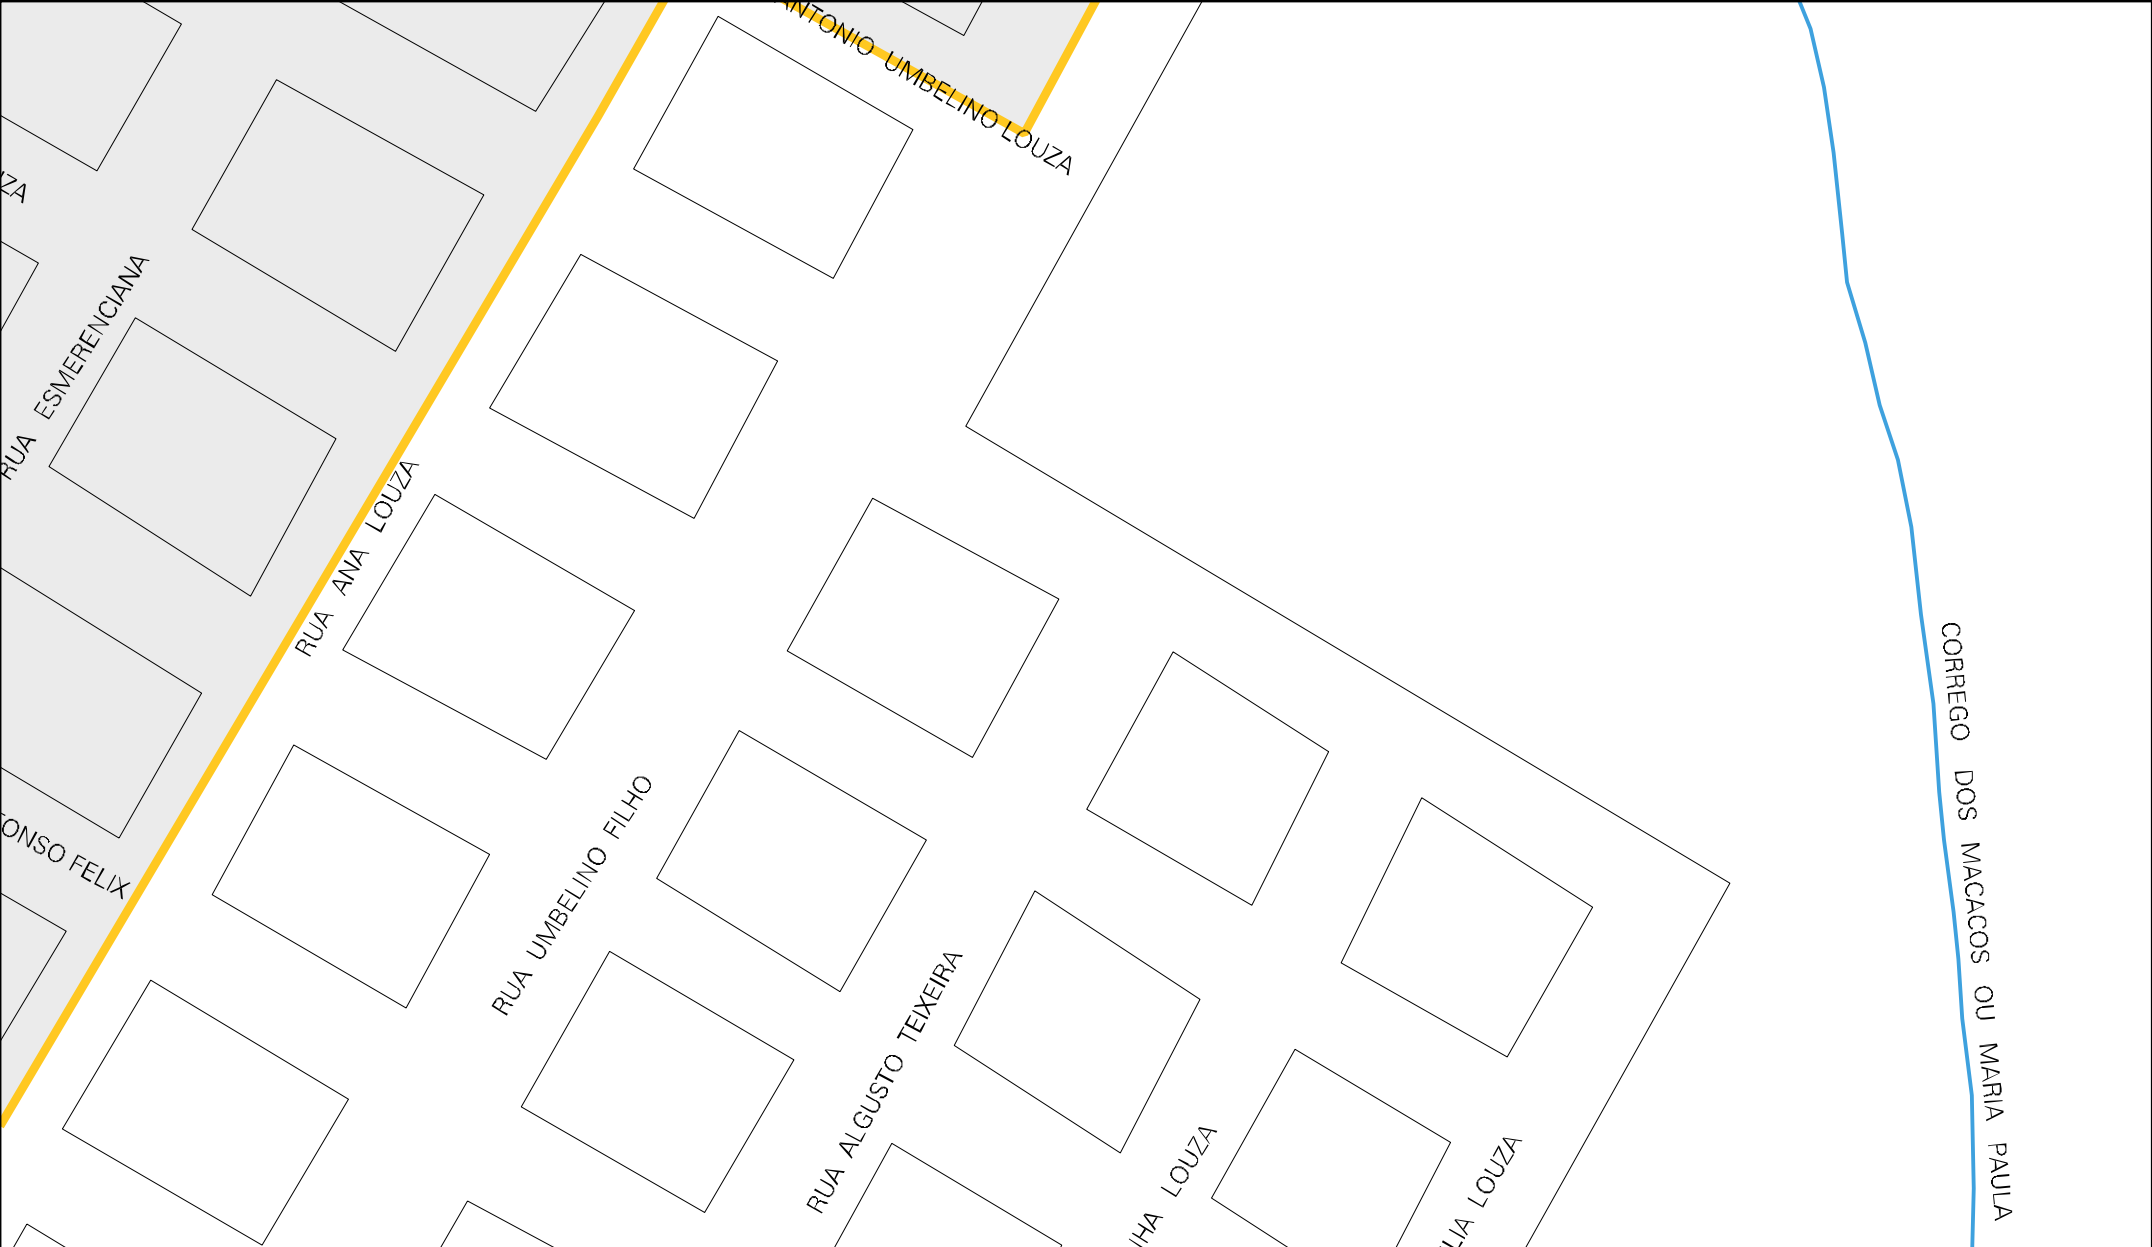 ANTONIO UMBELINO LOUZA
RUA ESMERENCIANA
RUA ANA LOUZA
FELIX
RUA UMBELINO FILHO
RUA ALGUSTO TEIXEIRA
LOUZA
LOUZA
CORREGO DOS MACACOS OU MARIA PAULA